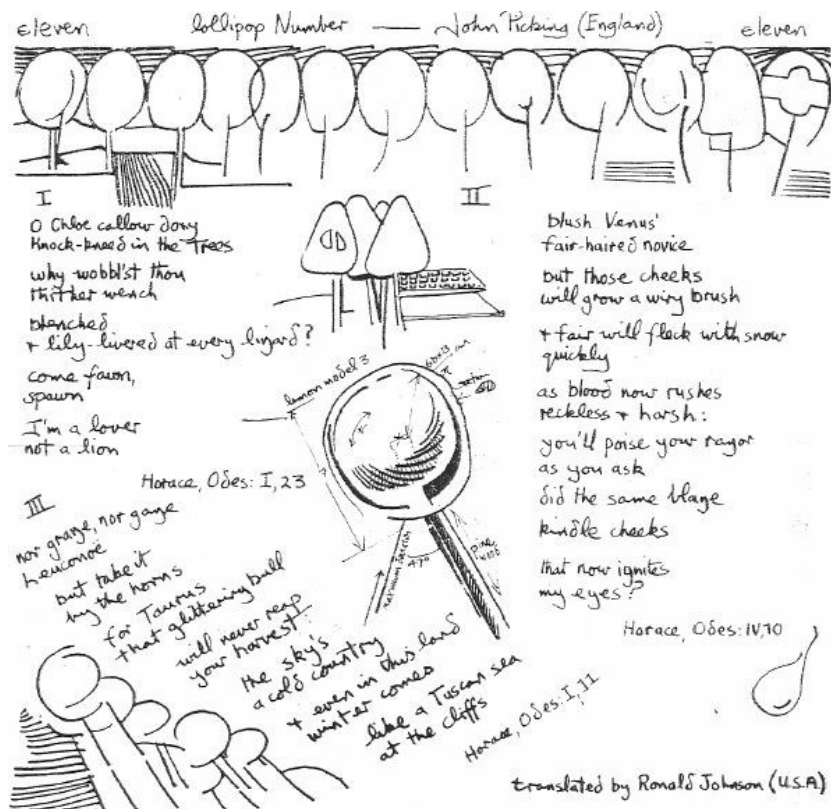 eleven lollipop Number — John Picking (England) eleven
I
O Chloe callow doxy
Knock-kneed in the Trees
why wobbl'st thou
thither wench
blenched
+ lily-livered at every lizard?
come fawn,
spawn
I'm a lover
not a lion
Horace, Odes: I, 23
II
blush Venus'
fair-haired novice
but those cheeks
will grow a wiry brush
+ fair will fleck with snow
quickly
as blood now rushes
reckless + harsh:
you'll poise your razor
as you ask
did the same blaze
kindle cheeks
that now ignites
my eyes?
Horace, Odes: IV, 10
lemon model 3
III
nor graze, nor gaze
Leuconoë
but take it
by the horns
for Taurus
that glittering bull
will never reap
your harvest:
the sky's
a cold country
+ even in this land
winter comes
like a Tuscan sea
at the cliffs
Horace, Odes: I, 11
translated by Ronald Johnson (U.S.A)